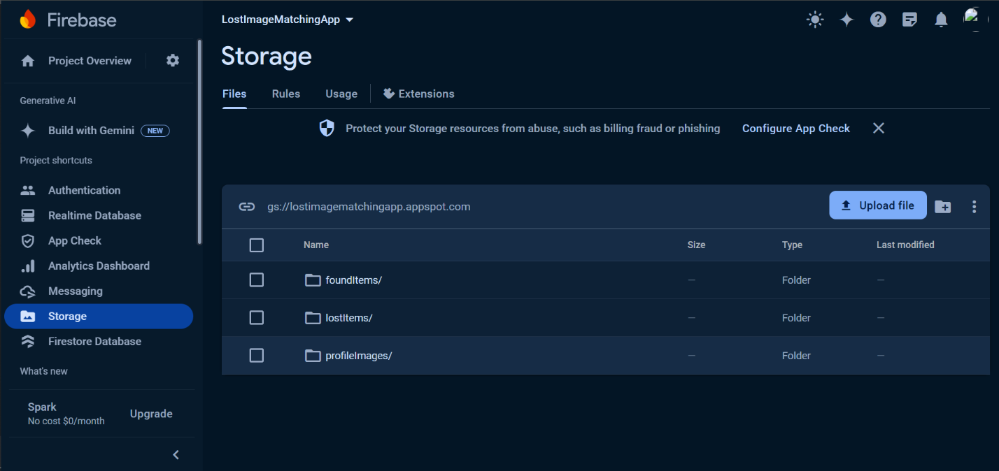 Firebase
Project Overview
Generative AI
Build with Gemini NEW
Project shortcuts
Authentication
Realtime Database
App Check
Analytics Dashboard
Messaging
Storage
Firestore Database
What's new
Spark
No cost $0/month
Upgrade
LostImageMatchingApp
Storage
Files Rules Usage Extensions
Protect your Storage resources from abuse, such as billing fraud or phishing Configure App Check
gs://lostimagematchingapp.appspot.com Upload file
Name Size Type Last modified
foundItems/ — Folder —
lostItems/ — Folder —
profileImages/ — Folder —